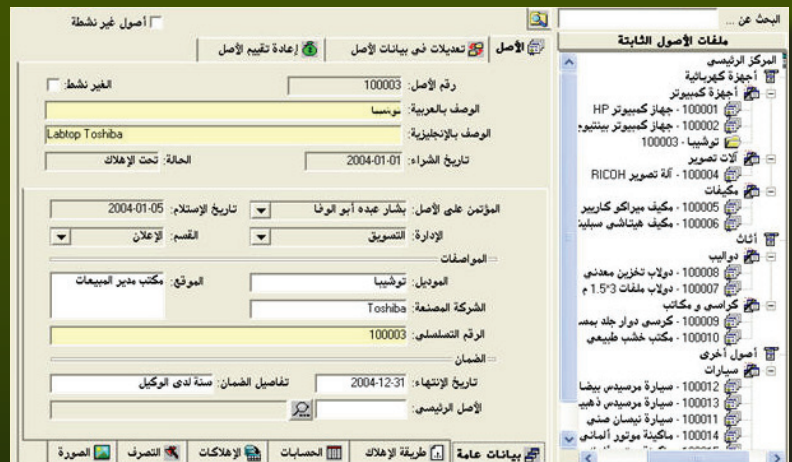 البحث عن ...
ملفات الأصول الثابتة
المركز الرئيسي
أجهزة كهربائية
أجهزة كمبيوتر
100001 - جهاز كمبيوتر HP
100002 - جهاز كمبيوتر بينتيوم
توشيبا - 100003
آلات تصوير
100004 - آلة تصوير RICOH
مكيفات
100005 - مكيف ميراكو كاريير
100006 - مكيف هيتاشي سبليت
أثاث
دواليب
100008 - دولاب تخزين معدني
100007 - دولاب ملفات 3*1.5 م
كراسي و مكاتب
100009 - كرسي دوار جلد بمسـ
100010 - مكتب خشب طبيعي
أصول أخرى
سيارات
100012 - سيارة مرسيدس بيضا
100013 - سيارة مرسيدس ذهبيـ
100011 - سيارة نيسان صني
100014 - ماكينة موتور ألماني
أصول غير نشطة
الأصل تعديلات في بيانات الأصل إعادة تقييم الأصل
رقم الأصل: 100003 الغير نشط:
الوصف بالعربية: توشيبا
الوصف بالإنجليزية: Labtop Toshiba
تاريخ الشراء: 2004-01-01 الحالة: تحت الإهلاك
المؤتمن على الأصل: بشار عبده أبو الوفا تاريخ الإستلام: 2004-01-05
الإدارة: التسويق القسم: الإعلان
المواصفات
الموديل: توشيبا الموقع: مكتب مدير المبيعات
الشركة المصنعة: Toshiba
الرقم التسلسلي: 100003
الضمان
تاريخ الإنتهاء: 2004-12-31 تفاصيل الضمان: سنة لدى الوكيل
الأصل الرئيسي:
بيانات عامة طريقة الإهلاك الحسابات الإهلاكات التصرف الصورة